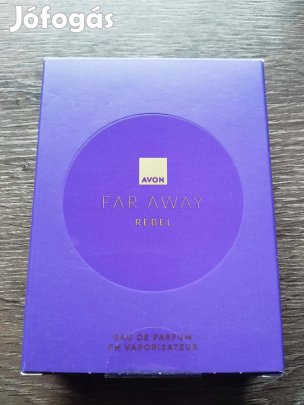 Jófogás
AVON
FAR AWAY
REBEL
EAU DE PARFUM
EN VAPORISATEUR